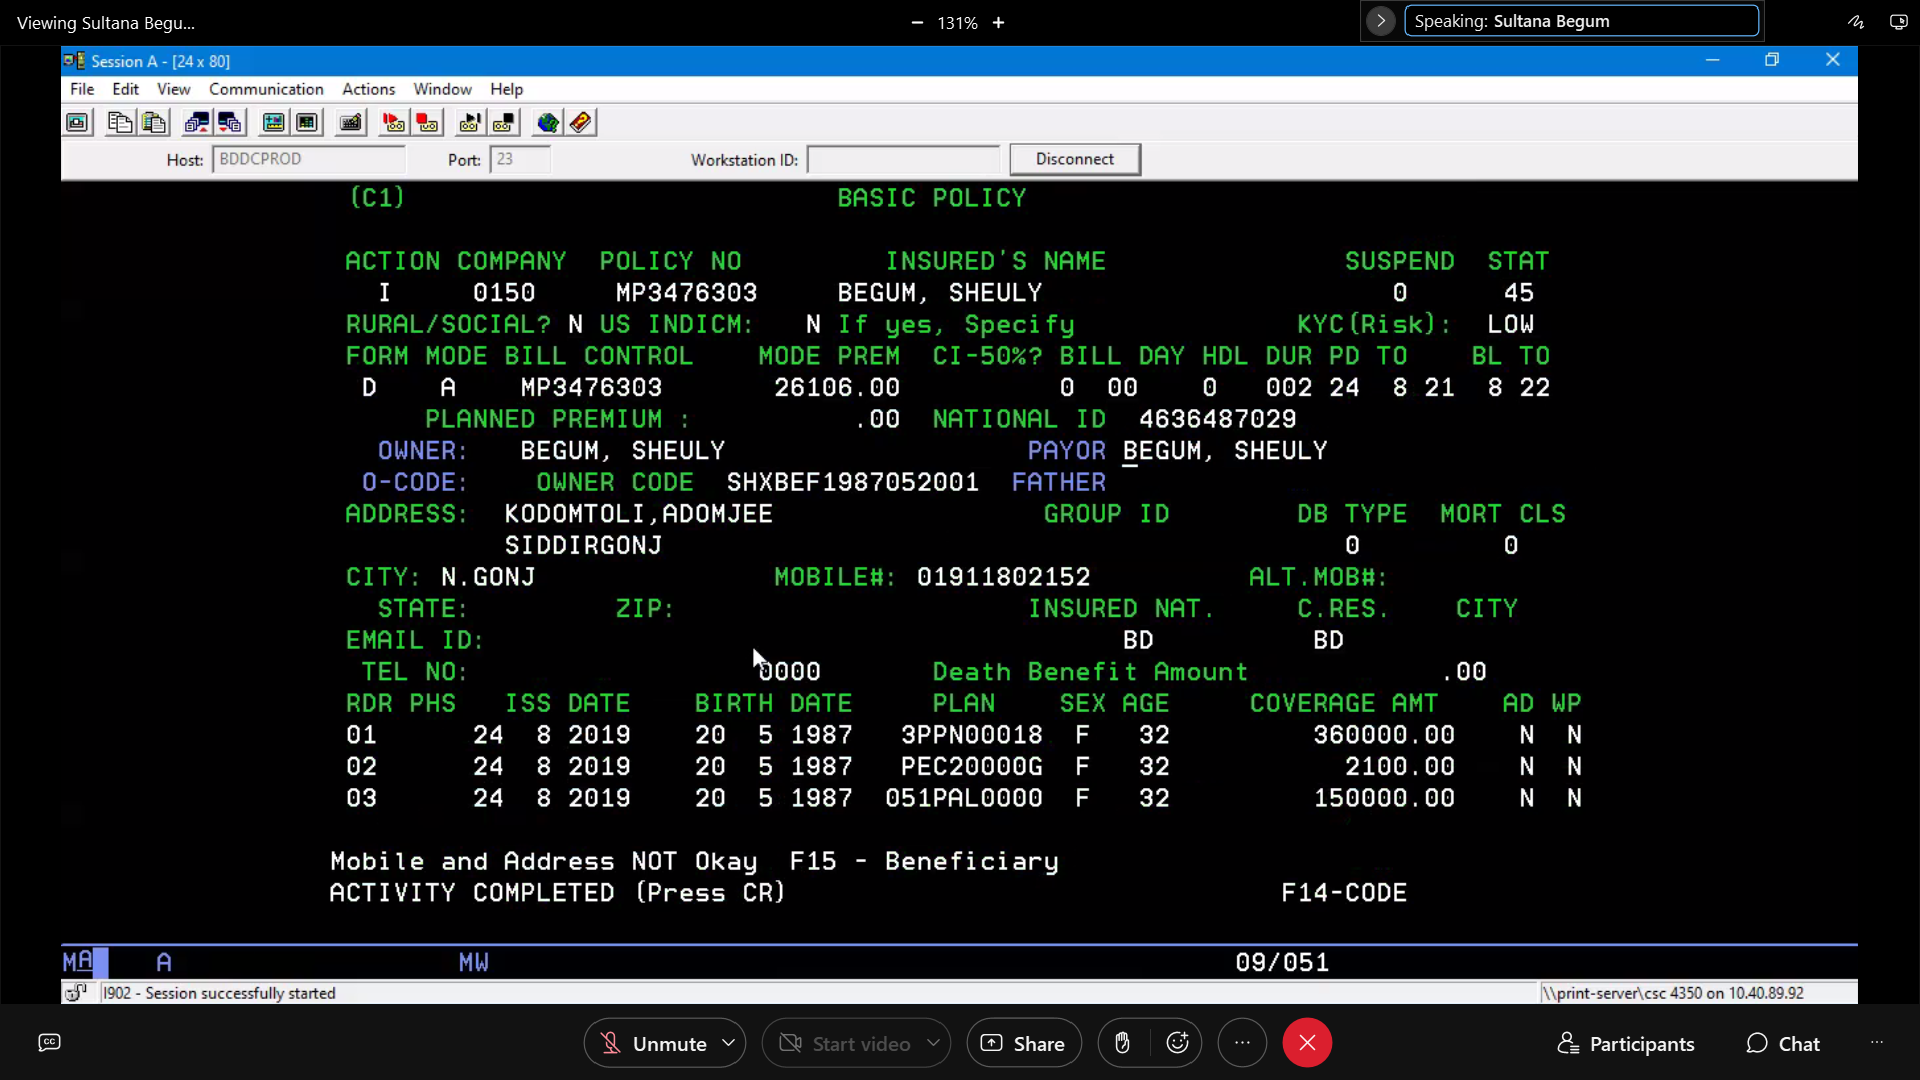 Viewing Sultana Begu...
131%
Speaking: Sultana Begum
Session A - [24 x 80]
File Edit View Communication Actions Window Help
Host: BDDCPROD Port: 23 Workstation ID: Disconnect
(C1) BASIC POLICY
ACTION COMPANY POLICY NO INSURED'S NAME SUSPEND STAT
I 0150 MP3476303 BEGUM, SHEULY 0 45
RURAL/SOCIAL? N US INDICM: N If yes, Specify KYC(Risk): LOW
FORM MODE BILL CONTROL MODE PREM CI-50%? BILL DAY HDL DUR PD TO BL TO
D A MP3476303 26106.00 0 00 0 002 24 8 21 8 22
PLANNED PREMIUM : .00 NATIONAL ID 4636487029
OWNER: BEGUM, SHEULY PAYOR BEGUM, SHEULY
O-CODE: OWNER CODE SHXBEF1987052001 FATHER
ADDRESS: KODOMTOLI,ADOMJEE GROUP ID DB TYPE MORT CLS
SIDDIRGONJ 0 0
CITY: N.GONJ MOBILE#: 01911802152 ALT.MOB#:
STATE: ZIP: INSURED NAT. C.RES. CITY
EMAIL ID: BD BD
TEL NO: 0000 Death Benefit Amount .00
RDR PHS ISS DATE BIRTH DATE PLAN SEX AGE COVERAGE AMT AD WP
01 24 8 2019 20 5 1987 3PPN00018 F 32 360000.00 N N
02 24 8 2019 20 5 1987 PEC20000G F 32 2100.00 N N
03 24 8 2019 20 5 1987 051PAL0000 F 32 150000.00 N N
Mobile and Address NOT Okay F15 - Beneficiary
ACTIVITY COMPLETED (Press CR) F14-CODE
MA A MW 09/051
I902 - Session successfully started \\print-server\csc 4350 on 10.40.89.92
CC Unmute Start video Share ... Participants Chat ...